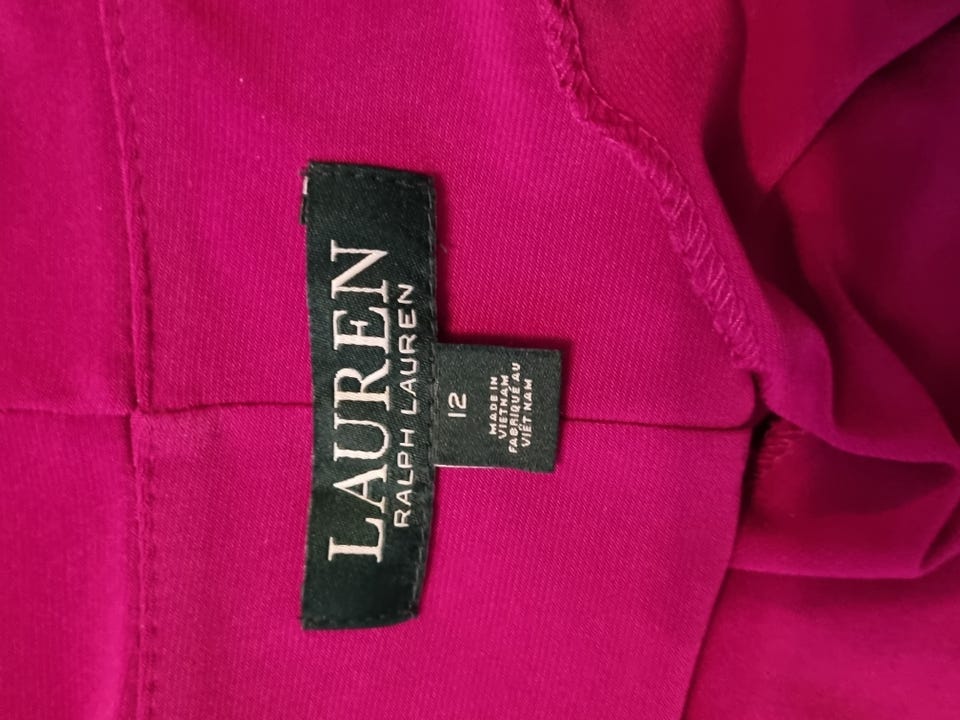 LAUREN
RALPH LAUREN
12
MADE IN
VIETNAM
FABRIQUÉ AU
VIÊT NAM